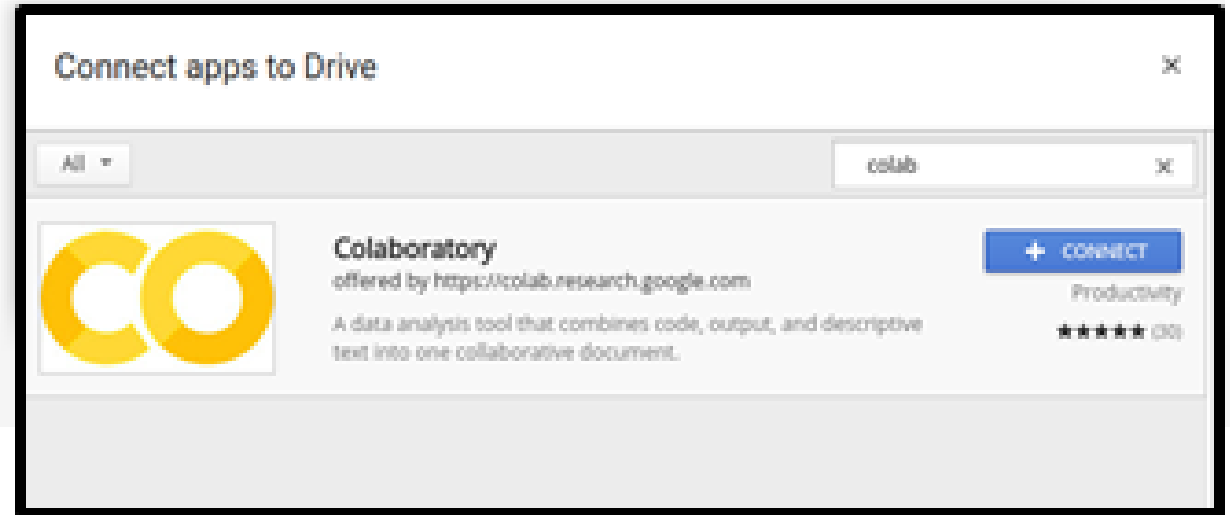 Connect apps to Drive
All
colab
Colaboratory
offered by https://colab.research.google.com
A data analysis tool that combines code, output, and descriptive
text into one collaborative document.
+ CONNECT
Productivity
★★★★★ (30)